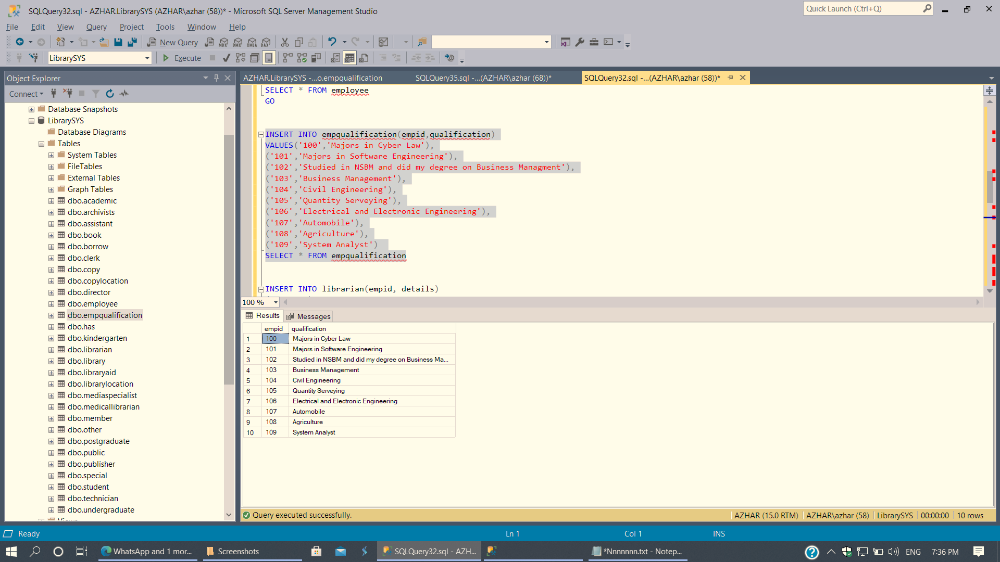 SQLQuery32.sql - AZHAR.LibrarySYS (AZHAR\azhar (58))* - Microsoft SQL Server Management Studio
Quick Launch (Ctrl+Q)
File Edit View Query Project Tools Window Help
New Query MDX DMX XMLA DAX
LibrarySYS Execute
Object Explorer
Connect
Database Snapshots
LibrarySYS
Database Diagrams
Tables
System Tables
FileTables
External Tables
Graph Tables
dbo.academic
dbo.archivists
dbo.assistant
dbo.book
dbo.borrow
dbo.clerk
dbo.copy
dbo.copylocation
dbo.director
dbo.employee
dbo.empqualification
dbo.has
dbo.kindergarten
dbo.librarian
dbo.library
dbo.libraryaid
dbo.librarylocation
dbo.mediaspecialist
dbo.medicallibrarian
dbo.member
dbo.other
dbo.postgraduate
dbo.public
dbo.publisher
dbo.special
dbo.student
dbo.technician
dbo.undergraduate
Views
AZHAR.LibrarySYS -...o.empqualification SQLQuery35.sql -...(AZHAR\azhar (68))* SQLQuery32.sql -...(AZHAR\azhar (58))*
SELECT * FROM employee
GO
INSERT INTO empqualification(empid,qualification)
VALUES('100','Majors in Cyber Law'),
('101','Majors in Software Engineering'),
('102','Studied in NSBM and did my degree on Business Managment'),
('103','Business Management'),
('104','Civil Engineering'),
('105','Quantity Serveying'),
('106','Electrical and Electronic Engineering'),
('107','Automobile'),
('108','Agriculture'),
('109','System Analyst')
SELECT * FROM empqualification
INSERT INTO librarian(empid, details)
100 %
Results Messages
empid qualification
1 100 Majors in Cyber Law
2 101 Majors in Software Engineering
3 102 Studied in NSBM and did my degree on Business Ma...
4 103 Business Management
5 104 Civil Engineering
6 105 Quantity Serveying
7 106 Electrical and Electronic Engineering
8 107 Automobile
9 108 Agriculture
10 109 System Analyst
Query executed successfully. AZHAR (15.0 RTM) AZHAR\azhar (58) LibrarySYS 00:00:00 10 rows
Ready Ln 1 Col 1 INS
WhatsApp and 1 mor... Screenshots SQLQuery32.sql - AZH... *Nnnnnnn.txt - Notep... ENG 7:36 PM